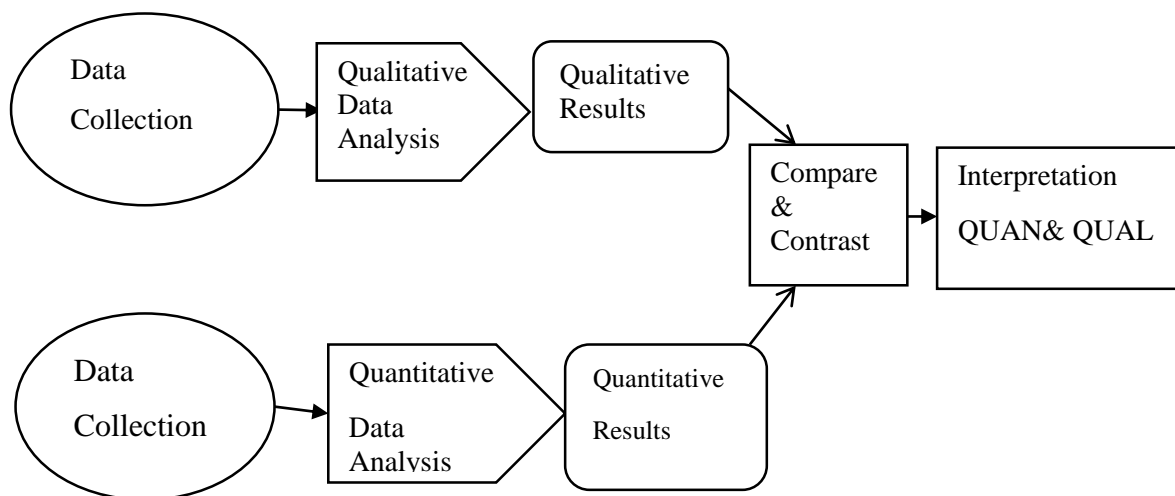 Data
Collection
Qualitative
Data
Analysis
Qualitative
Results
Compare
&
Contrast
Interpretation
QUAN& QUAL
Data
Collection
Quantitative
Data
Analysis
Quantitative
Results